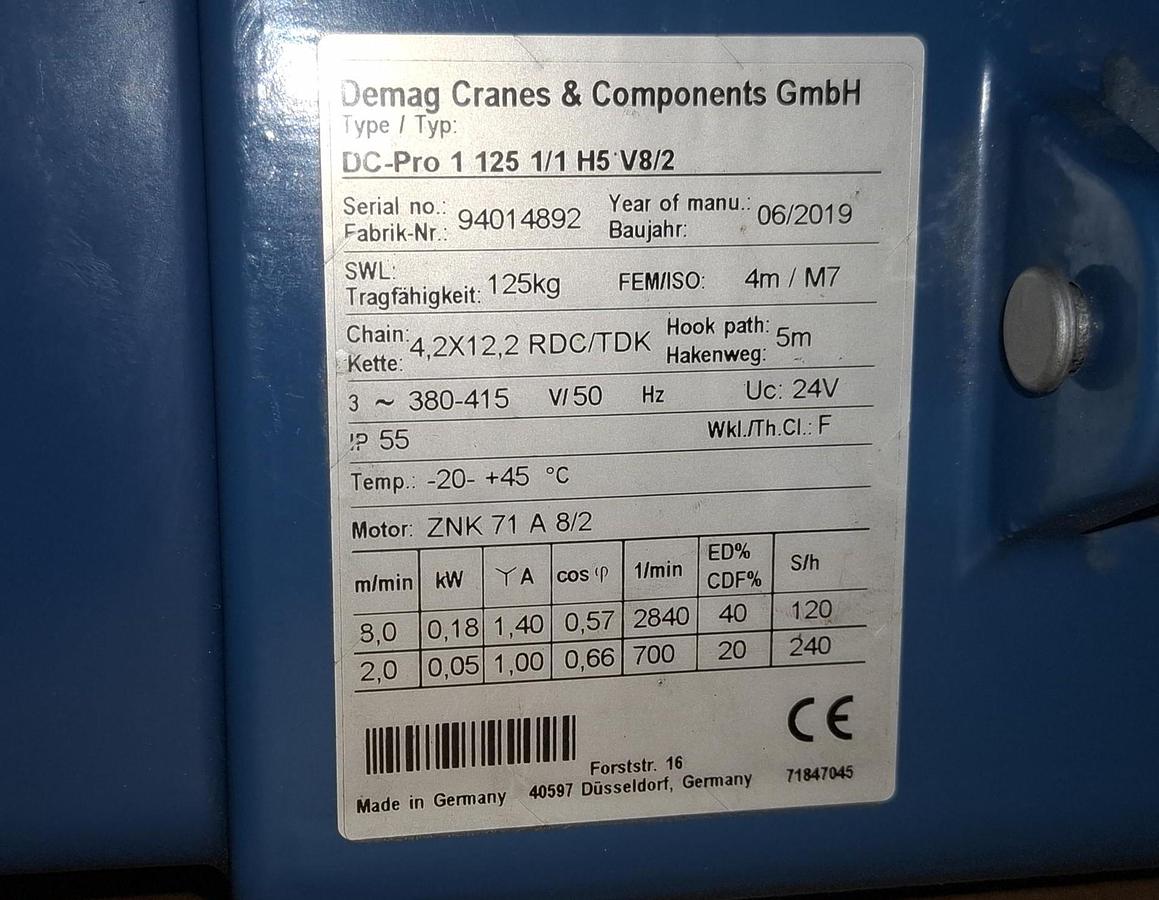 Demag Cranes & Components GmbH
Type / Typ:
DC-Pro 1 125 1/1 H5 V8/2
Serial no.: Fabrik-Nr.: 94014892 Year of manu.: Baujahr: 06/2019
SWL: Tragfähigkeit: 125kg FEM/ISO: 4m / M7
Chain: Kette: 4,2X12,2 RDC/TDK Hook path: Hakenweg: 5m
3 ~ 380-415 V/ 50 Hz Uc: 24V
IP 55 Wkl./Th.Cl.: F
Temp.: -20- +45 °C
Motor: ZNK 71 A 8/2
m/min kW Y A cos φ 1/min ED% CDF% S/h
8,0 0,18 1,40 0,57 2840 40 120
2,0 0,05 1,00 0,66 700 20 240
CE
Forststr. 16
Made in Germany 40597 Düsseldorf, Germany 71847045